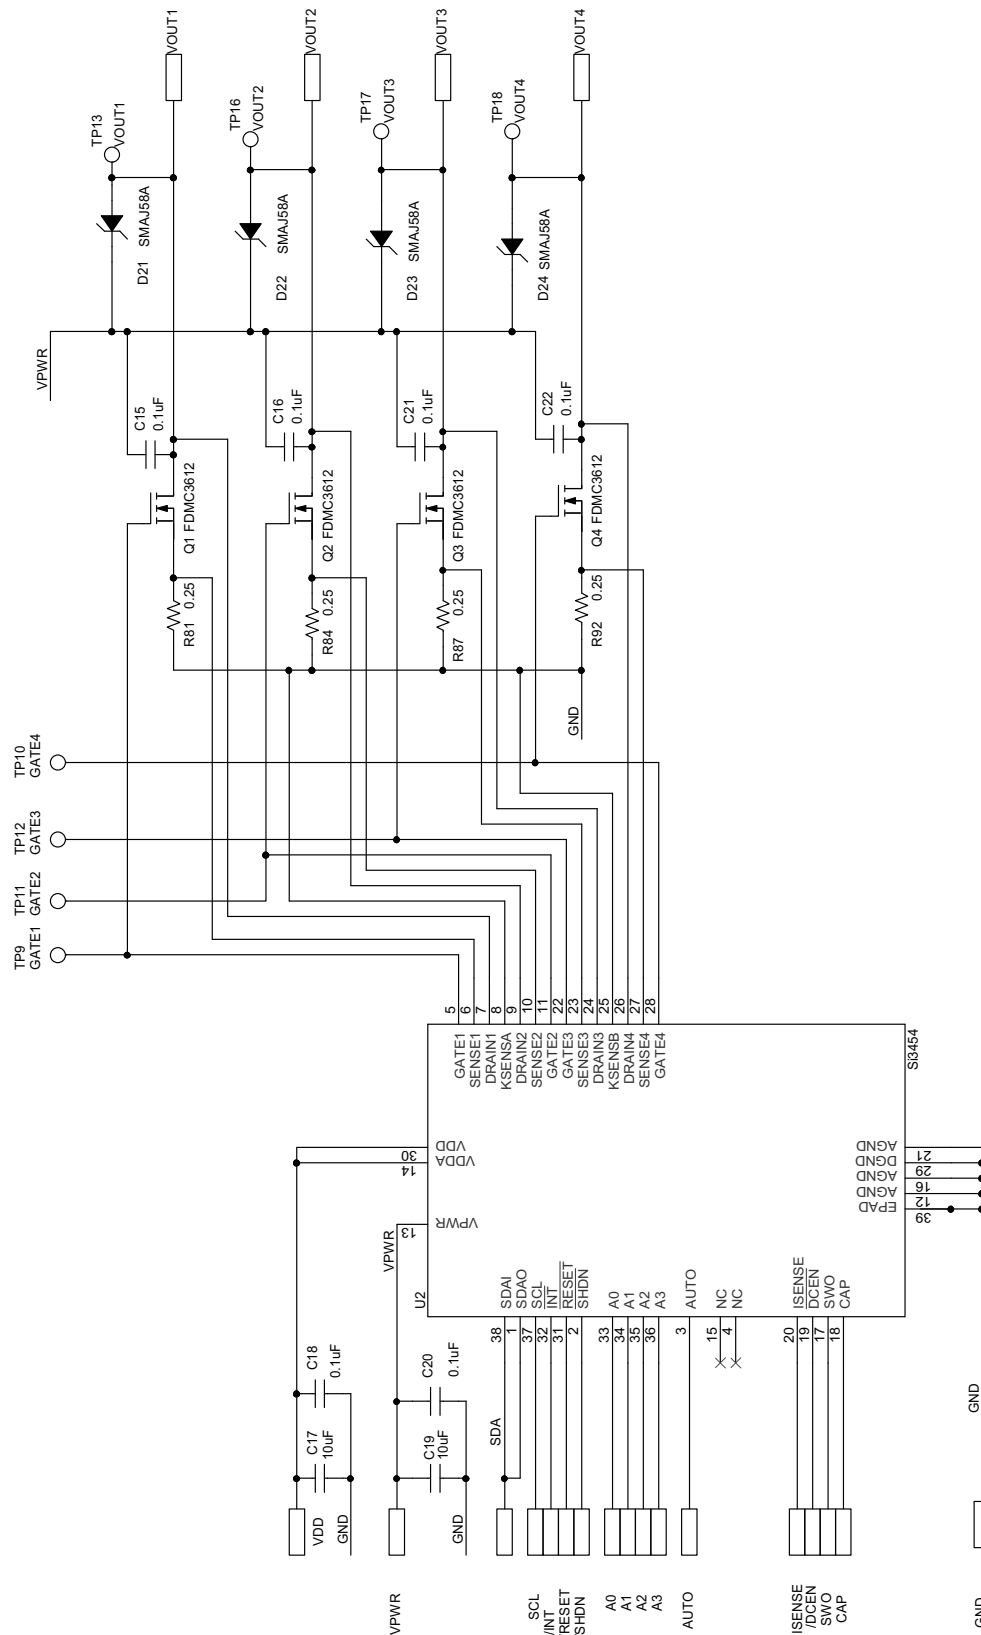 VOUT1
VOUT2
VOUT3
VOUT4
TP13
VOUT1
TP16
VOUT2
TP17
VOUT3
TP18
VOUT4
D21
SMAJ58A
D22
SMAJ58A
D23
SMAJ58A
D24 SMAJ58A
VPWR
C15
0.1uF
C16
0.1uF
C21
0.1uF
C22
0.1uF
Q1 FDMC3612
Q2 FDMC3612
Q3 FDMC3612
Q4 FDMC3612
R81 0.25
R84 0.25
R87 0.25
R92 0.25
GND
TP10
GATE4
TP12
GATE3
TP11
GATE2
TP9
GATE1
5
6
7
8
9
10
11
22
23
24
25
26
27
28
GATE1
SENSE1
DRAIN1
KSENSA
DRAIN2
SENSE2
GATE2
GATE3
SENSE3
DRAIN3
KSENSB
DRAIN4
SENSE4
GATE4
Si3454
VDD
30
VDDA
14
VPWR
13
VPWR
AGND
21
DGND
29
AGND
16
AGND
12
EPAD
39
U2
SDAI
SDAO
SCL
INT
RESET
SHDN
A0
A1
A2
A3
AUTO
NC
NC
ISENSE
DCEN
SWO
CAP
38
1
37
32
31
2
33
34
35
36
3
15
4
20
19
17
18
C18
0.1uF
C17
10uF
C20
0.1uF
C19
10uF
SDA
VDD
GND
GND
VPWR
SCL
/INT
/RESET
SHDN
A0
A1
A2
A3
AUTO
ISENSE
/DCEN
SWO
CAP
GND
GND